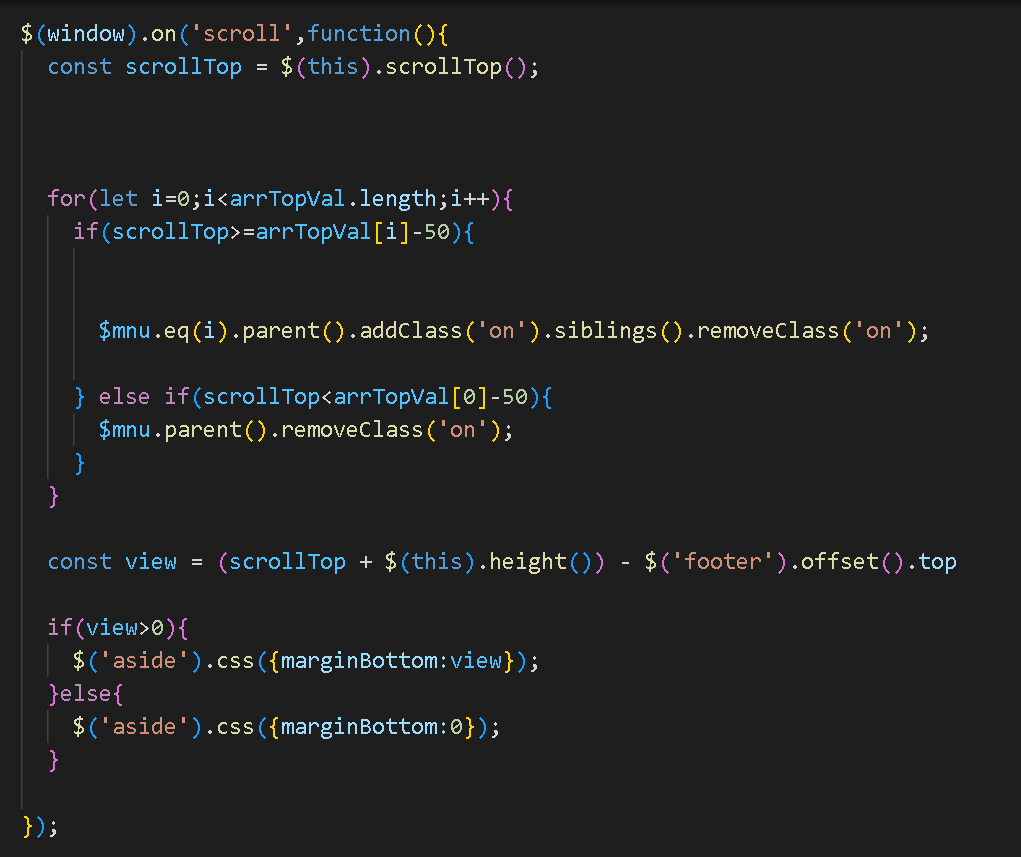 $(window).on('scroll',function(){
const scrollTop = $(this).scrollTop();
for(let i=0;i<arrTopVal.length;i++){
if(scrollTop>=arrTopVal[i]-50){
$mnu.eq(i).parent().addClass('on').siblings().removeClass('on');
} else if(scrollTop<arrTopVal[0]-50){
$mnu.parent().removeClass('on');
}
}
const view = (scrollTop + $(this).height()) - $('footer').offset().top
if(view>0){
$('aside').css({marginBottom:view});
}else{
$('aside').css({marginBottom:0});
}
});